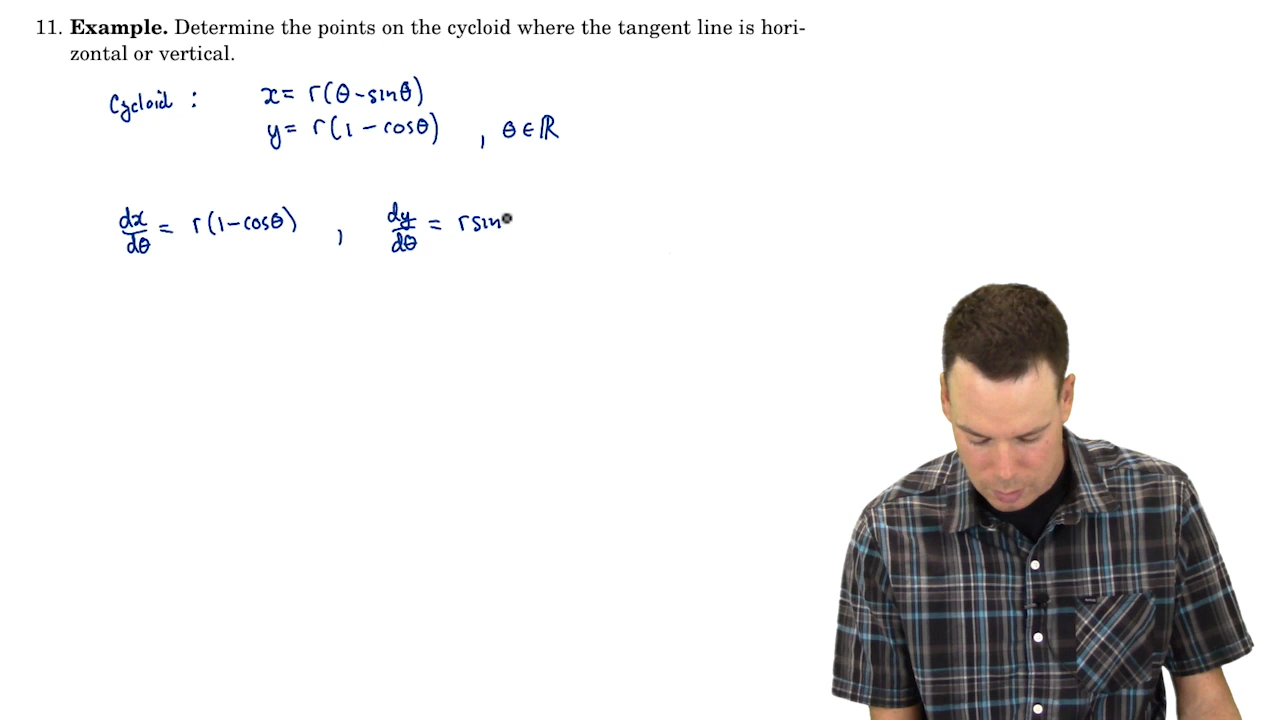 11. Example. Determine the points on the cycloid where the tangent line is hori-
zontal or vertical.
Cycloid : x = r(θ - sinθ)
y = r(1 - cosθ) , θ ∈ ℝ
dx/dθ = r(1 - cosθ) , dy/dθ = r sin